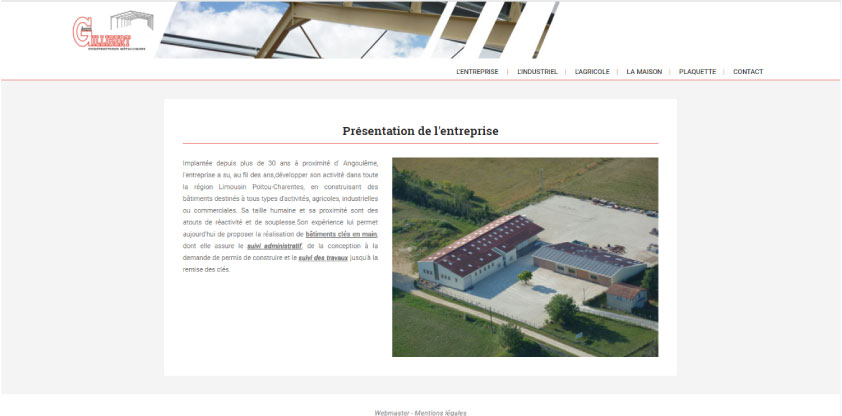 GILLIBERT
CONSTRUCTIONS MÉTALLIQUES
L'ENTREPRISE | L'INDUSTRIEL | L'AGRICOLE | LA MAISON | PLAQUETTE | CONTACT
Présentation de l'entreprise
Implantée depuis plus de 30 ans à proximité d' Angoulême,
l'entreprise a su, au fil des ans,développer son activité dans toute
la région Limousin Poitou-Charentes, en construisant des
bâtiments destinés à tous types d'activités, agricoles, industrielles
ou commerciales. Sa taille humaine et sa proximité sont des
atouts de réactivité et de souplesse.Son expérience lui permet
aujourd'hui de proposer la réalisation de bâtiments clés en main,
dont elle assure le suivi administratif, de la conception à la
demande de permis de construire et le suivi des travaux jusqu'à la
remise des clés.
Webmaster - Mentions légales